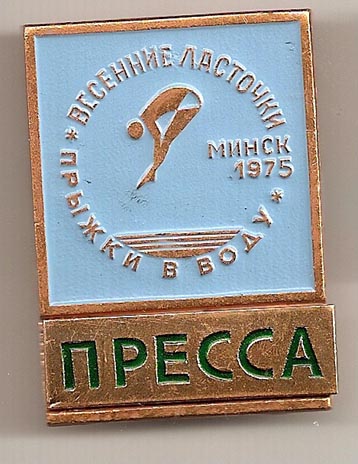 * ВЕСЕННИЕ ЛАСТОЧКИ *
МИНСК
1975
ПРЫЖКИ В ВОДУ
ПРЕССА